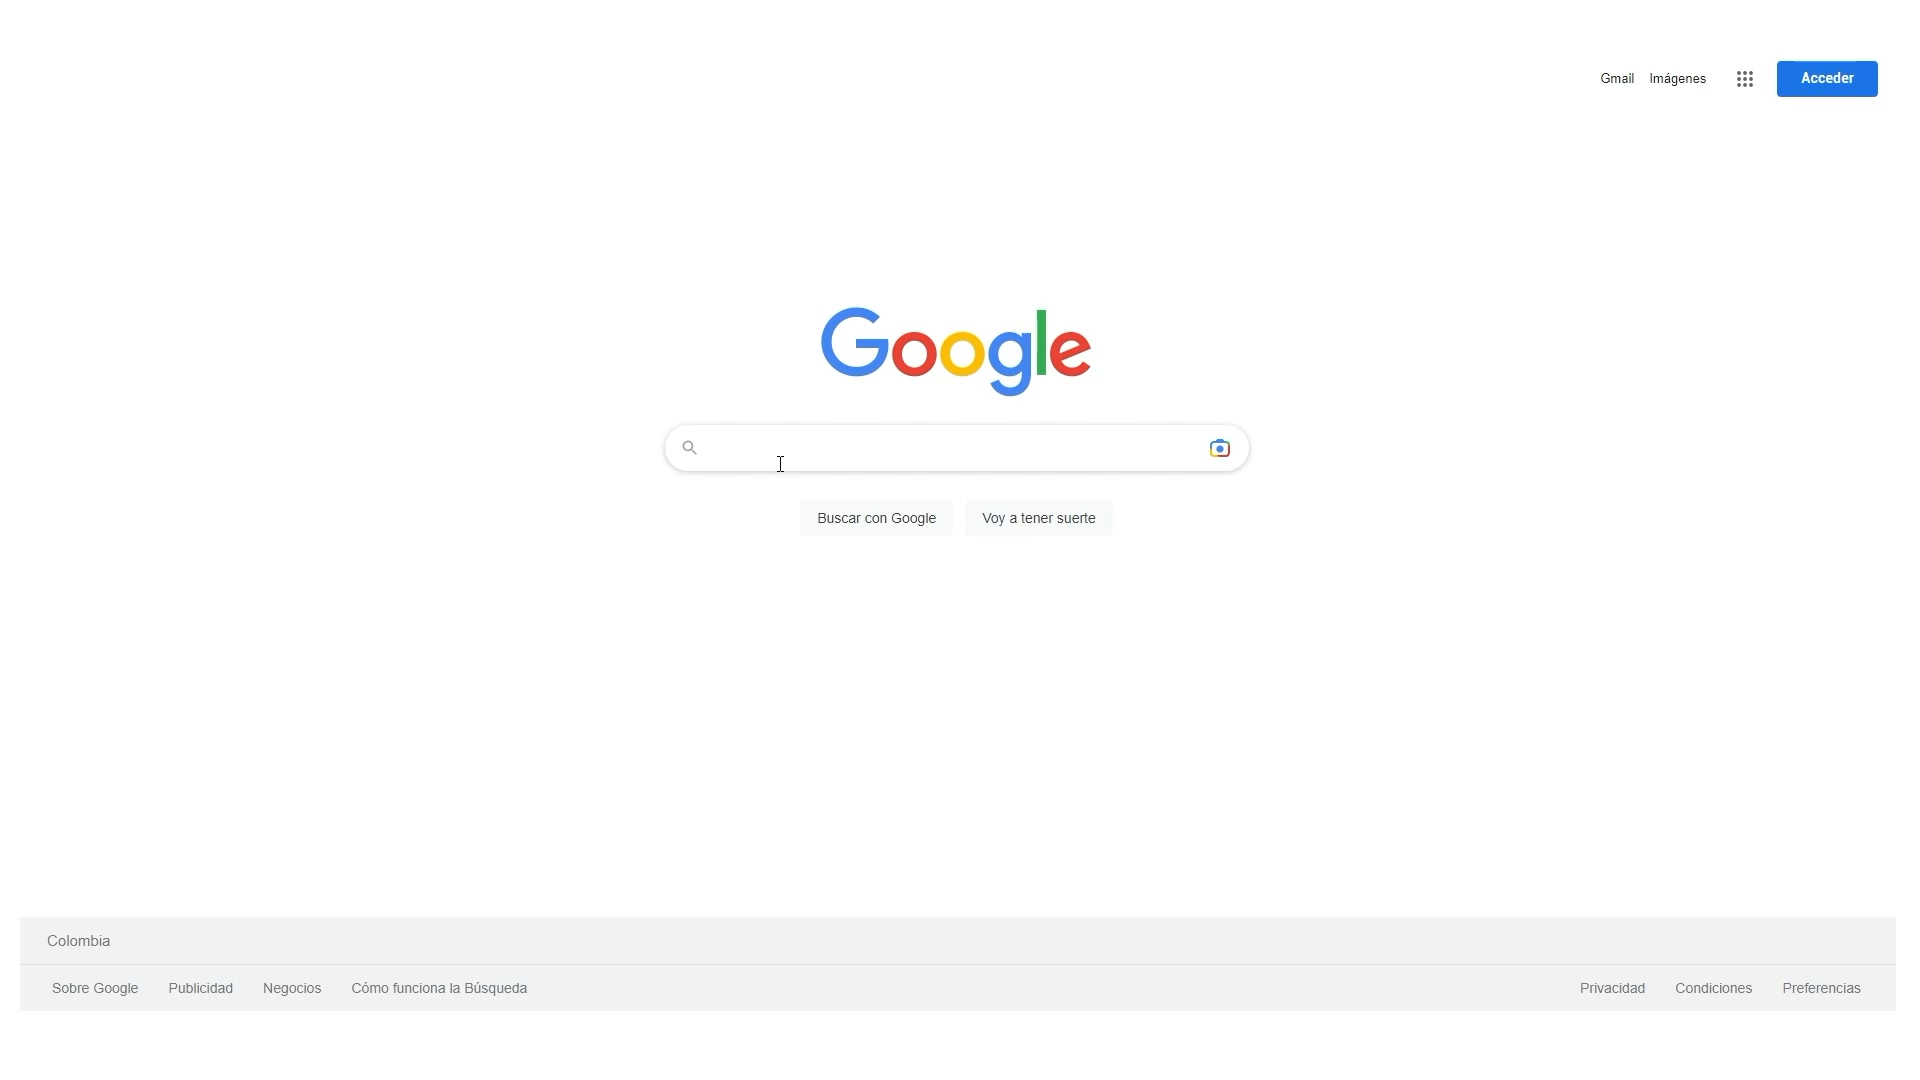 Gmail Imágenes Acceder
Google
Buscar con Google Voy a tener suerte
Colombia
Sobre Google Publicidad Negocios Cómo funciona la Búsqueda Privacidad Condiciones Preferencias